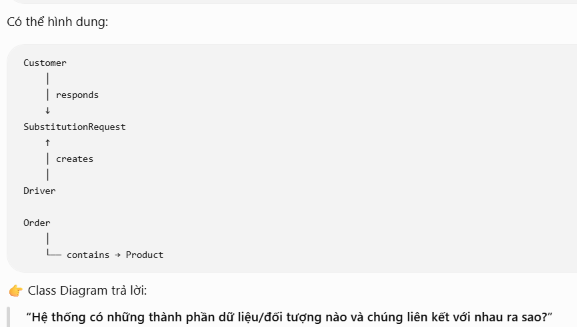 Có thể hình dung:
Customer
│
│ responds
↓
SubstitutionRequest
↑
│ creates
│
Driver
Order
│
└── contains → Product
👉 Class Diagram trả lời:
"Hệ thống có những thành phần dữ liệu/đối tượng nào và chúng liên kết với nhau ra sao?"